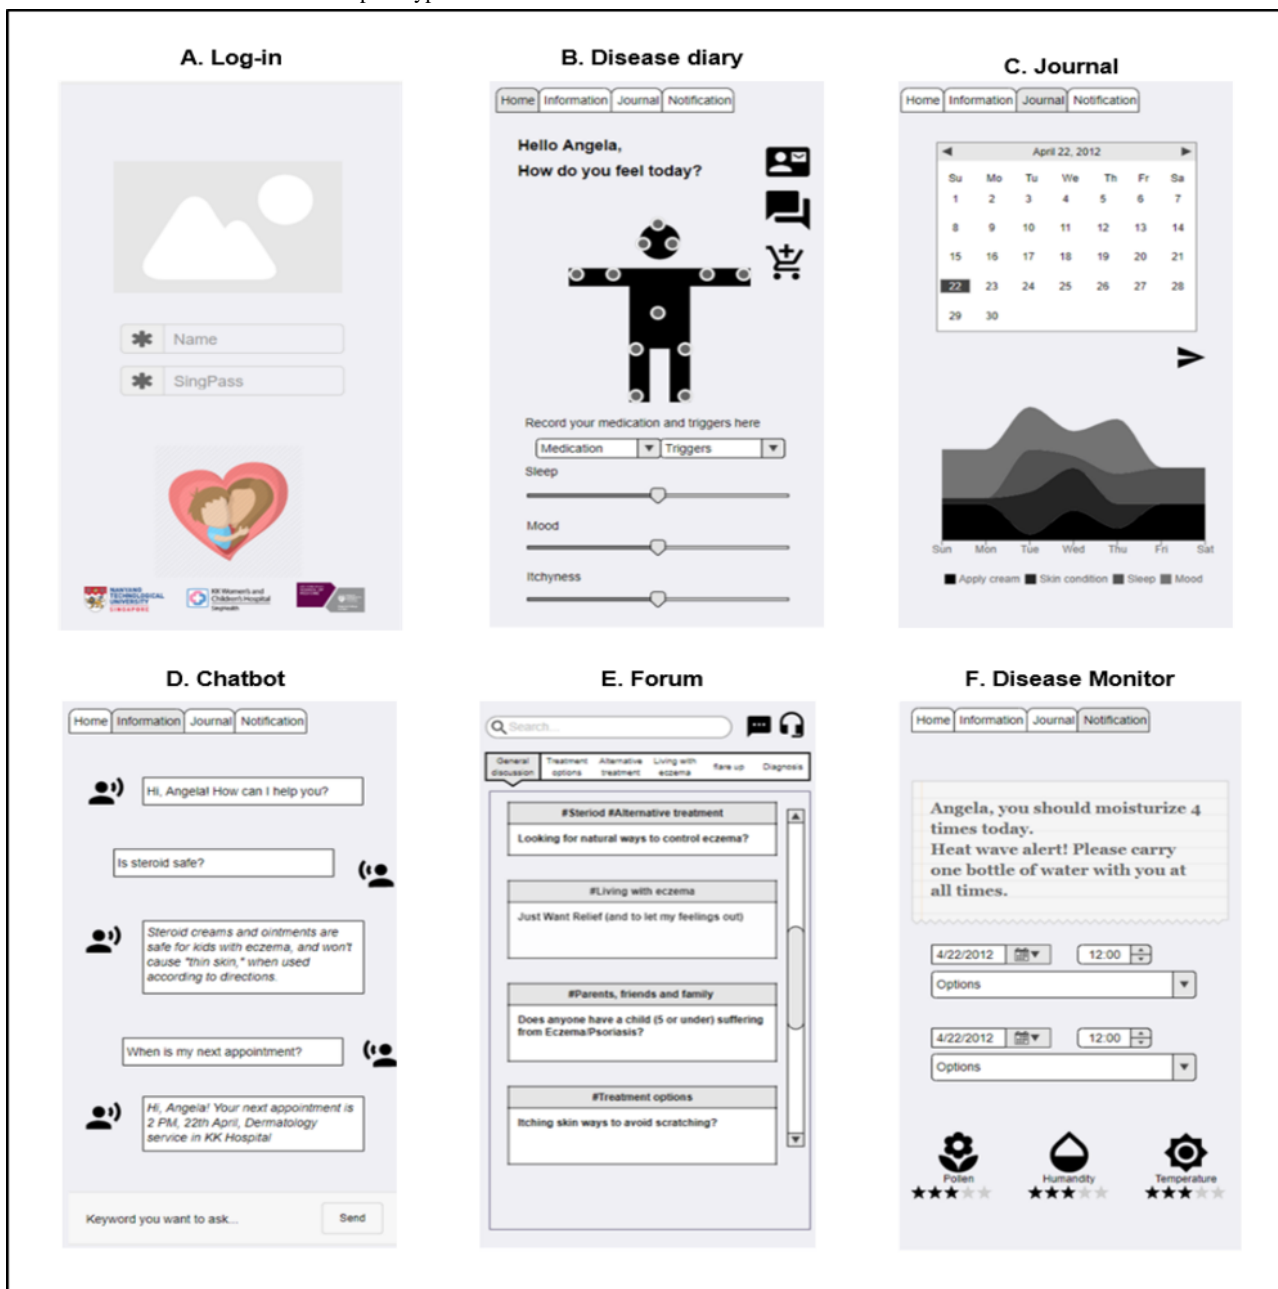 A. Log-in
Name
SingPass
NANYANG
TECHNOLOGICAL
UNIVERSITY
SINGAPORE
KK Women's and
Children's Hospital
SingHealth
B. Disease diary
Home Information Journal Notification
Hello Angela,
How do you feel today?
Record your medication and triggers here
Medication Triggers
Sleep
Mood
Itchyness
C. Journal
Home Information Journal Notification
April 22, 2012
Su Mo Tu We Th Fr Sa
1 2 3 4 5 6 7
8 9 10 11 12 13 14
15 16 17 18 19 20 21
22 23 24 25 26 27 28
29 30
Sun Mon Tue Wed Thu Fri Sat
Apply cream Skin condition Sleep Mood
D. Chatbot
Home Information Journal Notification
Hi, Angela! How can I help you?
Is steroid safe?
Steroid creams and ointments are
safe for kids with eczema, and won't
cause "thin skin," when used
according to directions.
When is my next appointment?
Hi, Angela! Your next appointment is
2 PM, 22th April, Dermatology
service in KK Hospital
Keyword you want to ask...
Send
E. Forum
Search...
General
discussion
Treatment
options
Alternative
treatment
Living with
eczema
flare up
Diagnosis
#Steriod #Alternative treatment
Looking for natural ways to control eczema?
#Living with eczema
Just Want Relief (and to let my feelings out)
#Parents, friends and family
Does anyone have a child (5 or under) suffering
from Eczema/Psoriasis?
#Treatment options
Itching skin ways to avoid scratching?
F. Disease Monitor
Home Information Journal Notification
Angela, you should moisturize 4
times today.
Heat wave alert! Please carry
one bottle of water with you at
all times.
4/22/2012 12:00
Options
4/22/2012 12:00
Options
Pollen Humandity Temperature